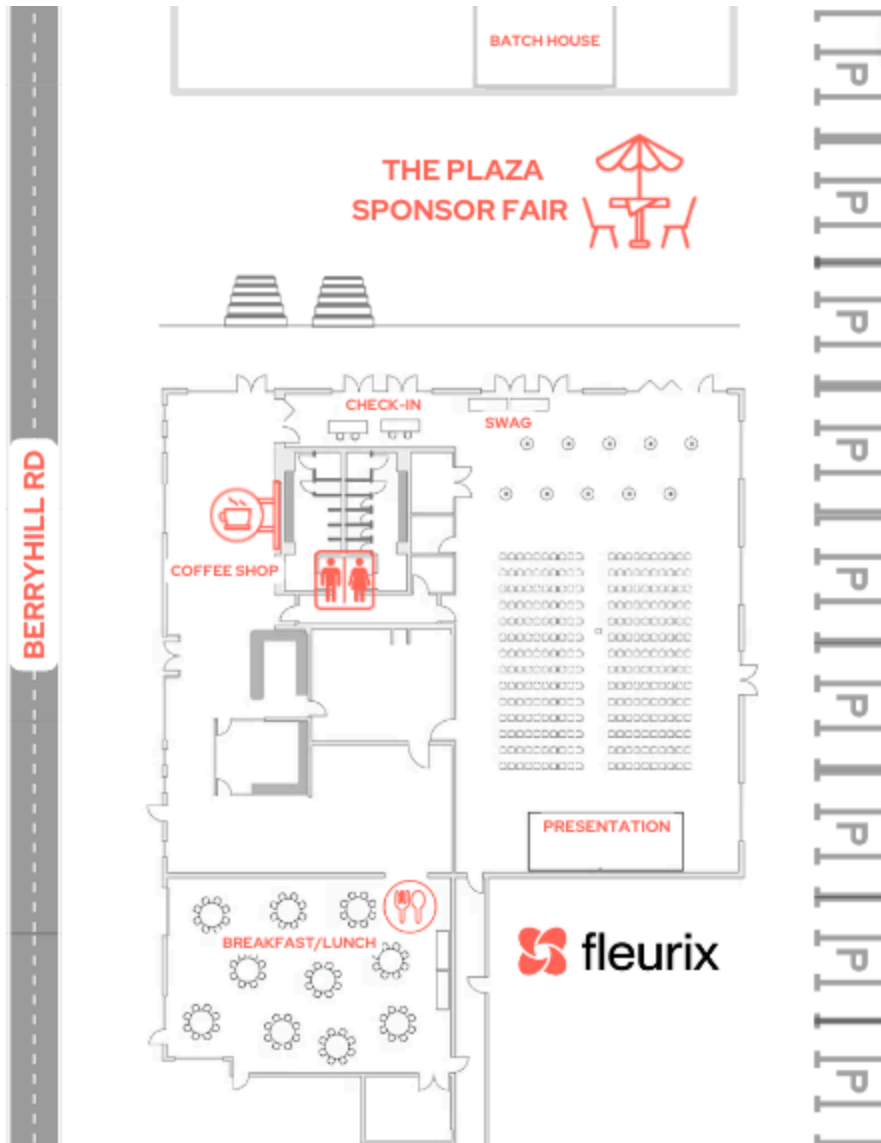 BATCH HOUSE
THE PLAZA
SPONSOR FAIR
CHECK-IN
SWAG
BERRYHILL RD
COFFEE SHOP
PRESENTATION
BREAKFAST/LUNCH
fleurix
P
P
P
P
P
P
P
P
P